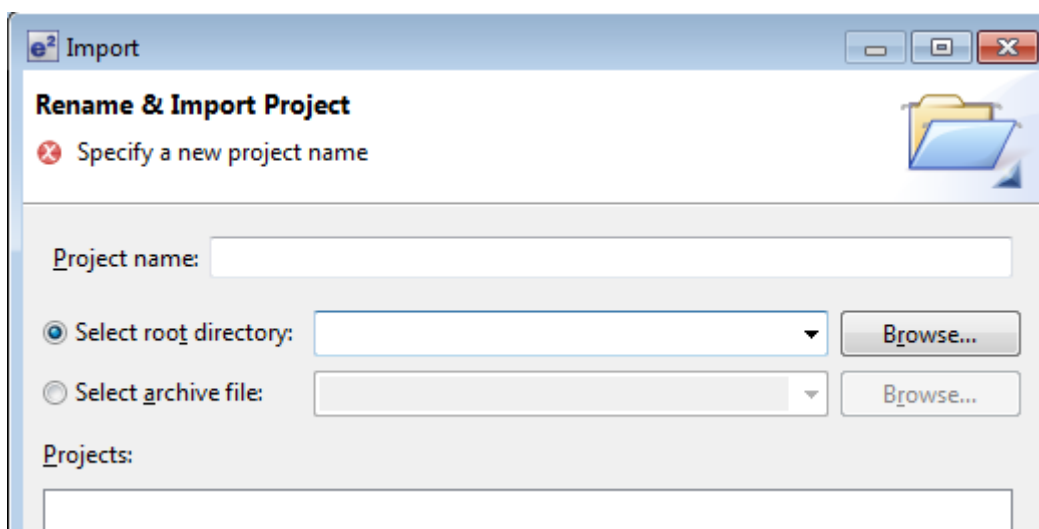 e² Import
Rename & Import Project
Specify a new project name
Project name:
Select root directory: Browse...
Select archive file: Browse...
Projects: